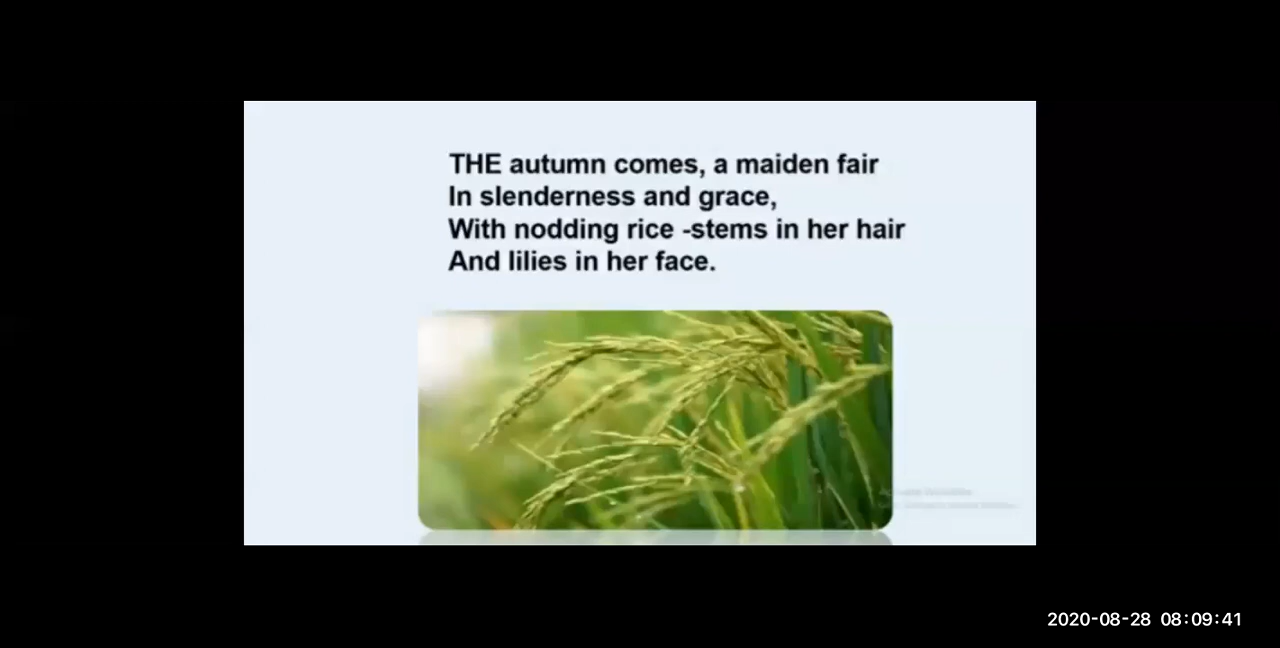 THE autumn comes, a maiden fair
In slenderness and grace,
With nodding rice -stems in her hair
And lilies in her face.
2020-08-28 08:09:41